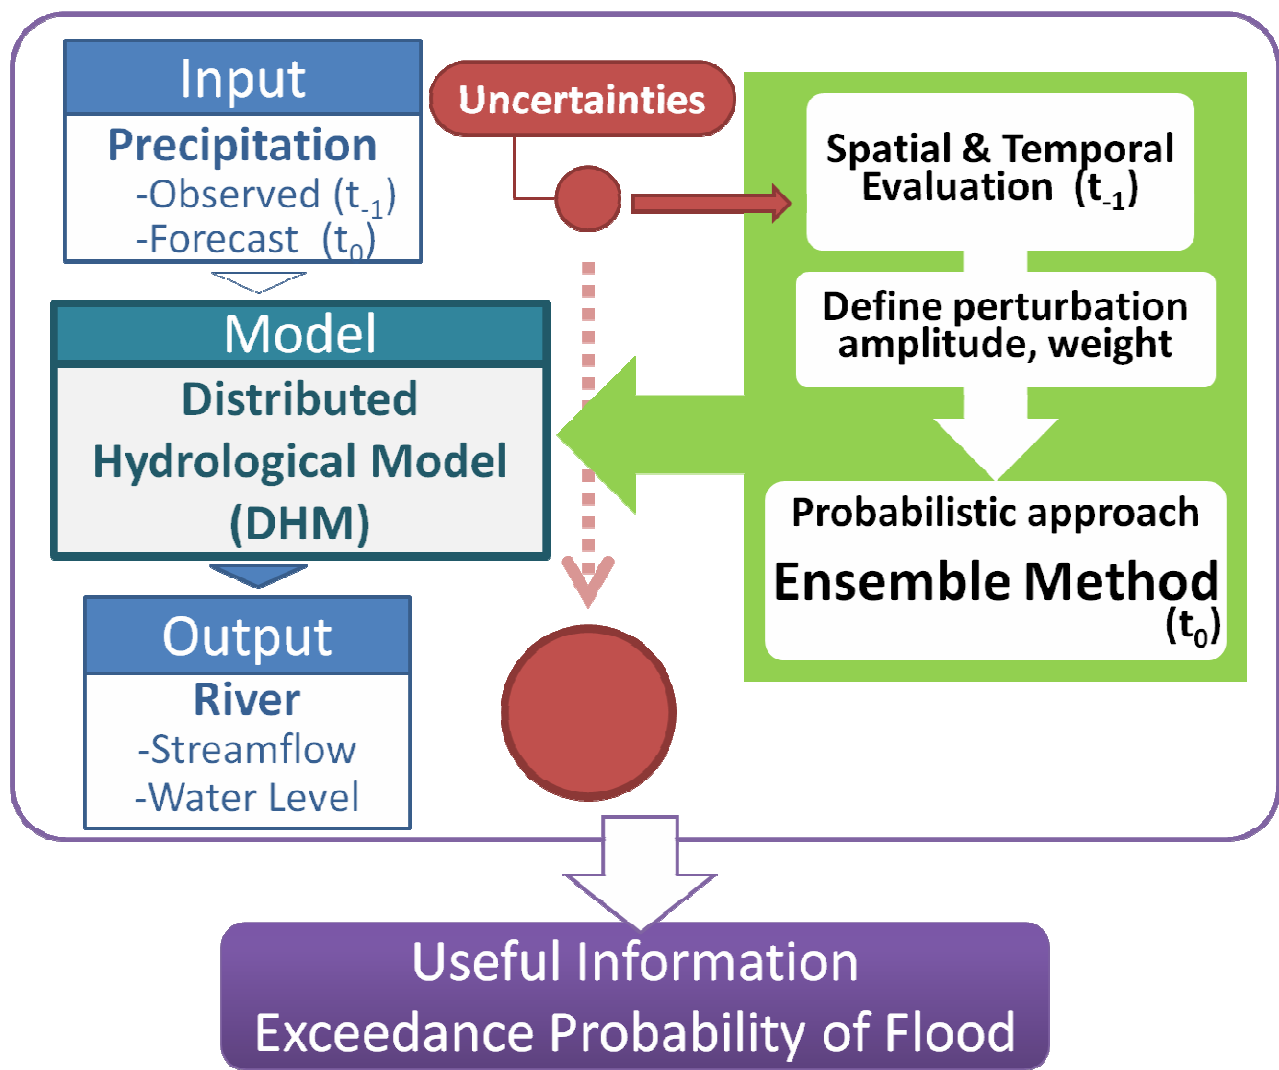 Input
Precipitation
-Observed (t-1)
-Forecast (t0)
Model
Distributed
Hydrological Model
(DHM)
Output
River
-Streamflow
-Water Level
Uncertainties
Spatial & Temporal
Evaluation (t-1)
Define perturbation
amplitude, weight
Probabilistic approach
Ensemble Method
(t0)
Useful Information
Exceedance Probability of Flood